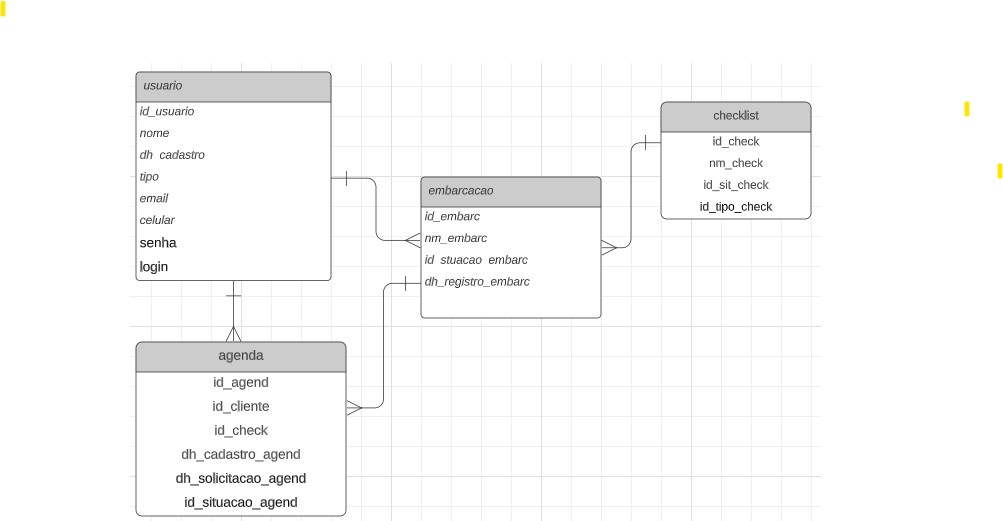 usuario
id_usuario
nome
dh cadastro
tipo
email
celular
senha
login
embarcacao
id_embarc
nm_embarc
id stuacao embarc
dh_registro_embarc
checklist
id_check
nm_check
id_sit_check
id_tipo_check
agenda
id_agend
id_cliente
id_check
dh_cadastro_agend
dh_solicitacao_agend
id_situacao_agend